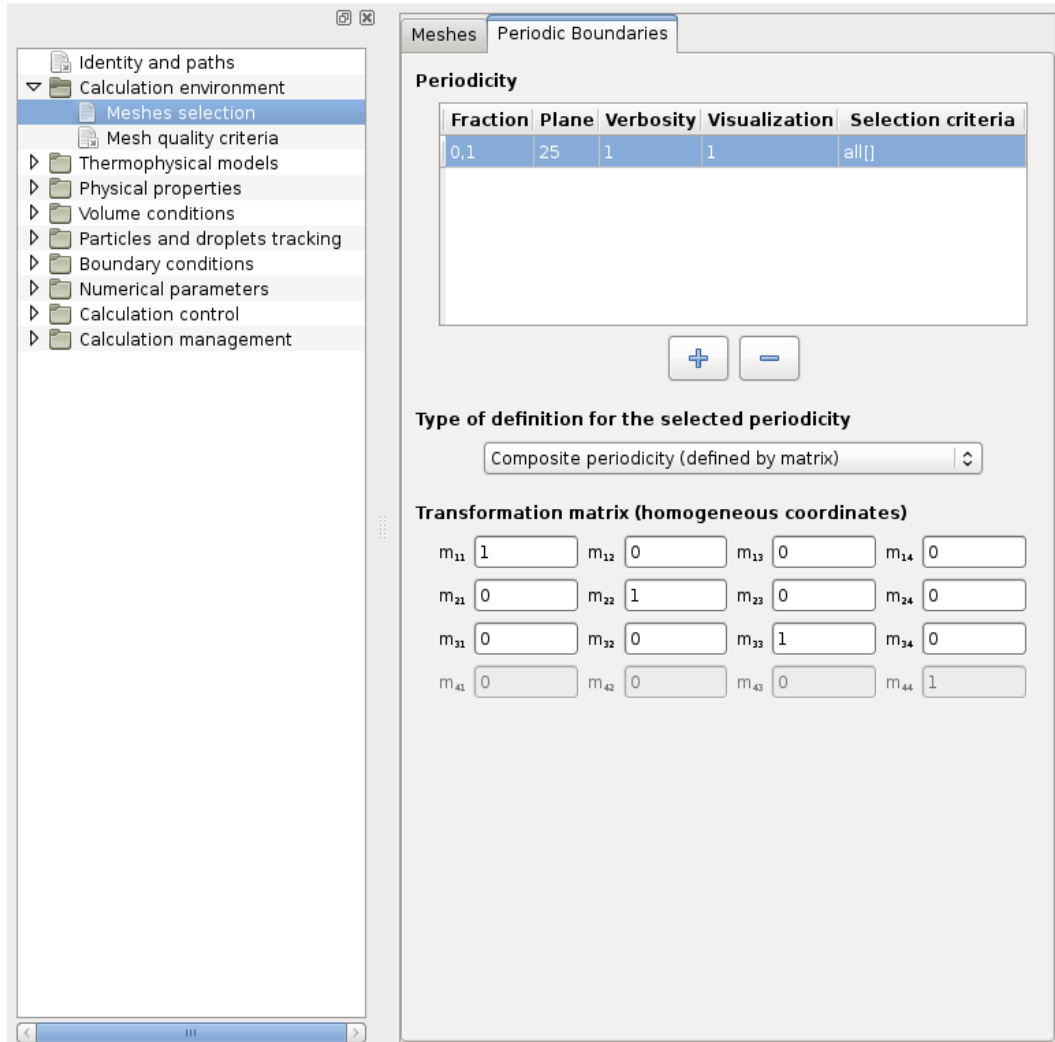 Identity and paths
Calculation environment
Meshes selection
Mesh quality criteria
Thermophysical models
Physical properties
Volume conditions
Particles and droplets tracking
Boundary conditions
Numerical parameters
Calculation control
Calculation management
Meshes Periodic Boundaries
Periodicity
Fraction Plane Verbosity Visualization Selection criteria
0,1 25 1 1 all[]
Type of definition for the selected periodicity
Composite periodicity (defined by matrix)
Transformation matrix (homogeneous coordinates)
m₁₁ 1 m₁₂ 0 m₁₃ 0 m₁₄ 0
m₂₁ 0 m₂₂ 1 m₂₃ 0 m₂₄ 0
m₃₁ 0 m₃₂ 0 m₃₃ 1 m₃₄ 0
m₄₁ 0 m₄₂ 0 m₄₃ 0 m₄₄ 1